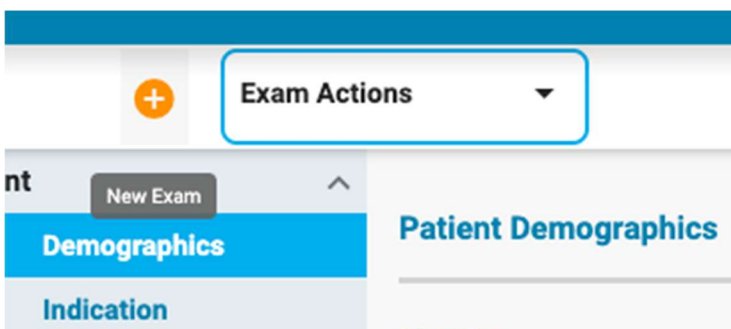 Exam Actions
nt
New Exam
Demographics
Indication
Patient Demographics